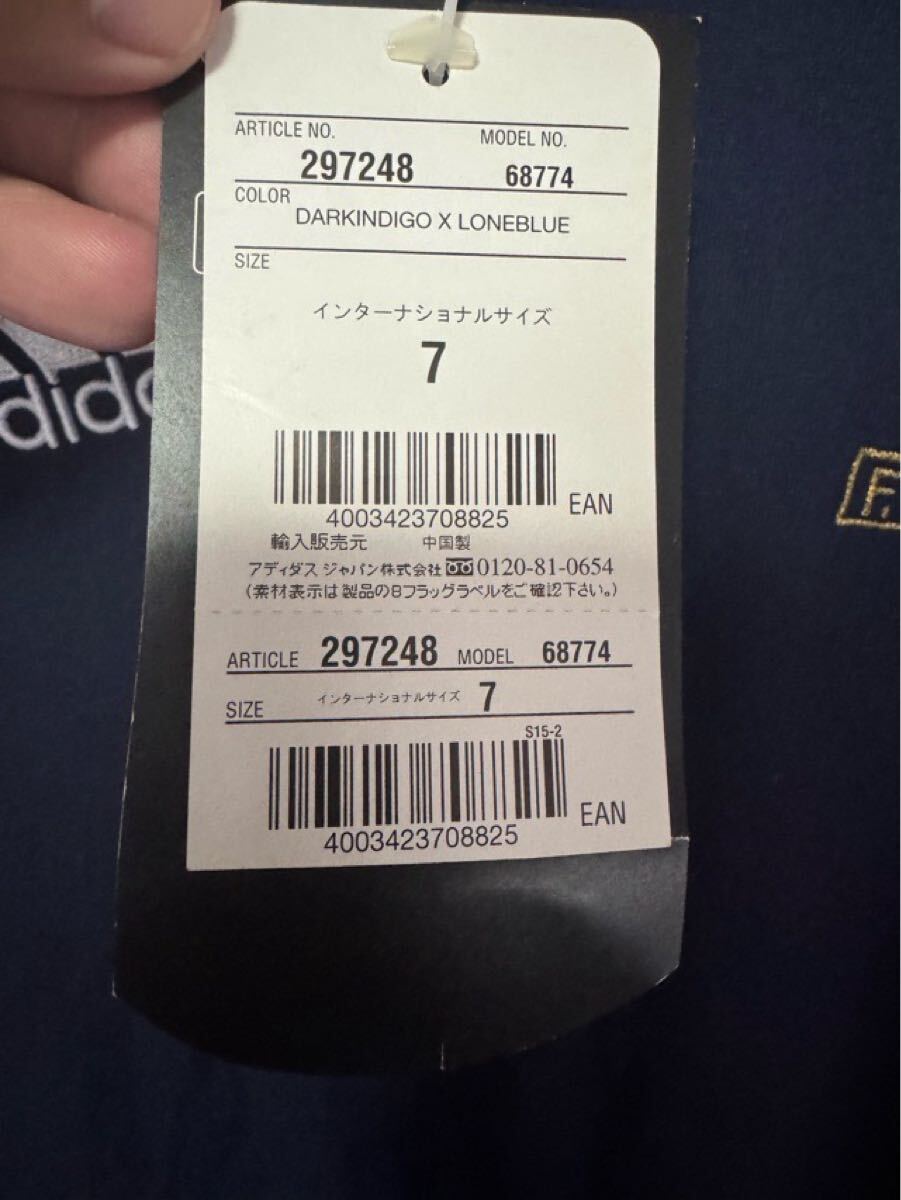 ARTICLE NO. MODEL NO.
297248 68774
COLOR
DARKINDIGO X LONEBLUE
SIZE
インターナショナルサイズ
7
EAN
4003423708825
輸入販売元 中国製
アディダス ジャパン株式会社 0120-81-0654
(素材表示は製品のBフラッグラベルをご確認下さい。)
ARTICLE 297248 MODEL 68774
SIZE インターナショナルサイズ 7
S15-2
EAN
4003423708825
dida
F.